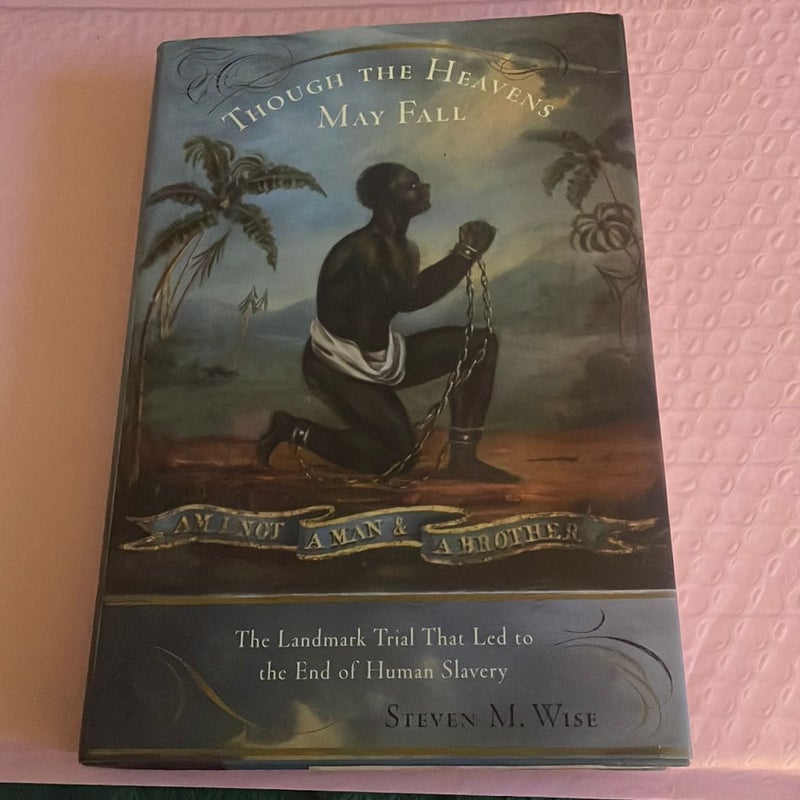 THOUGH THE HEAVENS
MAY FALL
AM I NOT A MAN & A BROTHER
The Landmark Trial That Led to
the End of Human Slavery
STEVEN M. WISE